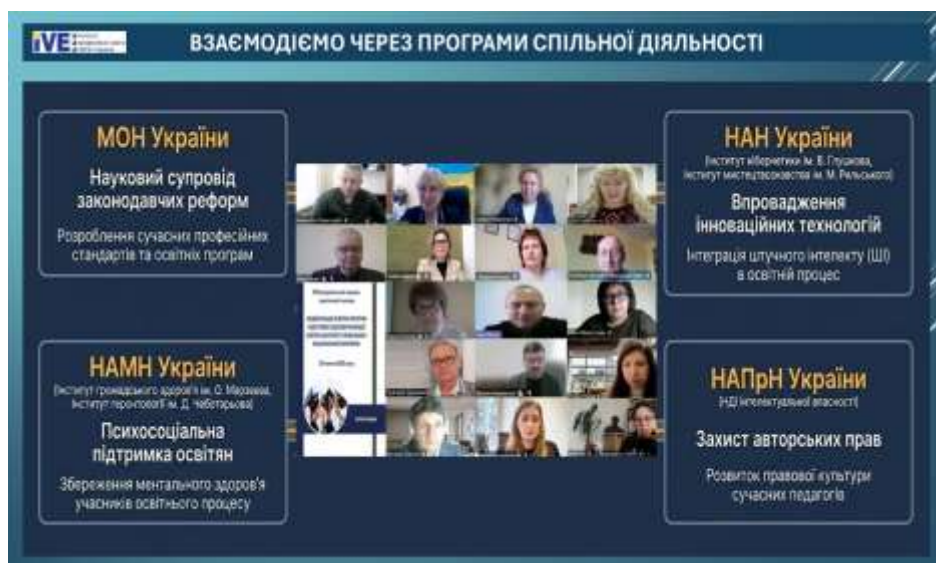 IVE
ВЗАЄМОДІЄМО ЧЕРЕЗ ПРОГРАМИ СПІЛЬНОЇ ДІЯЛЬНОСТІ
МОН України
Науковий супровід
законодавчих реформ
Розроблення сучасних професійних
стандартів та освітніх програм
НАМН України
(Інститут громадського здоров'я ім. О. Марзєєва,
Інститут геронтології ім. Д. Чеботарьова)
Психосоціальна
підтримка освітян
Збереження ментального здоров'я
учасників освітнього процесу
НАН України
(Інститут кібернетики ім. В. Глушкова,
Інститут мистецтвознавства ім. М. Рильського)
Впровадження
інноваційних технологій
Інтеграція штучного інтелекту (ШІ)
в освітній процес
НАПрН України
(НДІ інтелектуальної власності)
Захист авторських прав
Розвиток правової культури
сучасних педагогів